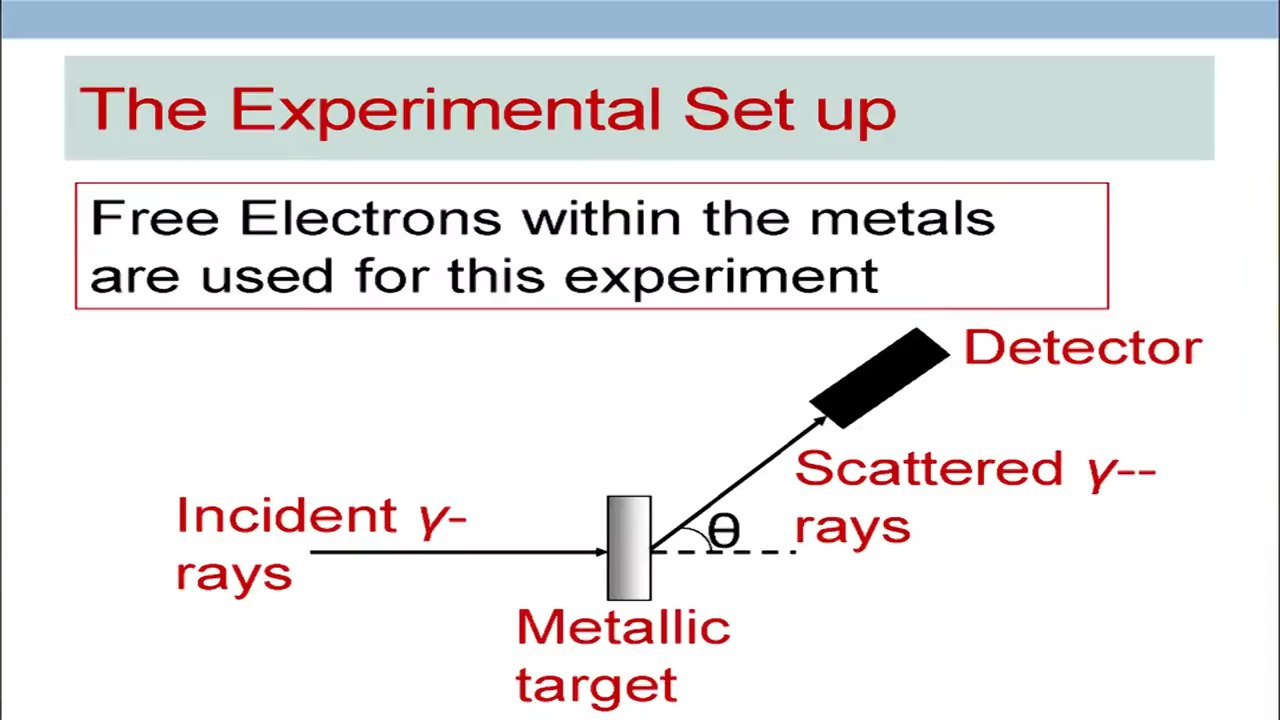 The Experimental Set up
Free Electrons within the metals
are used for this experiment
Detector
Scattered γ--
rays
θ
Incident γ-
rays
Metallic
target